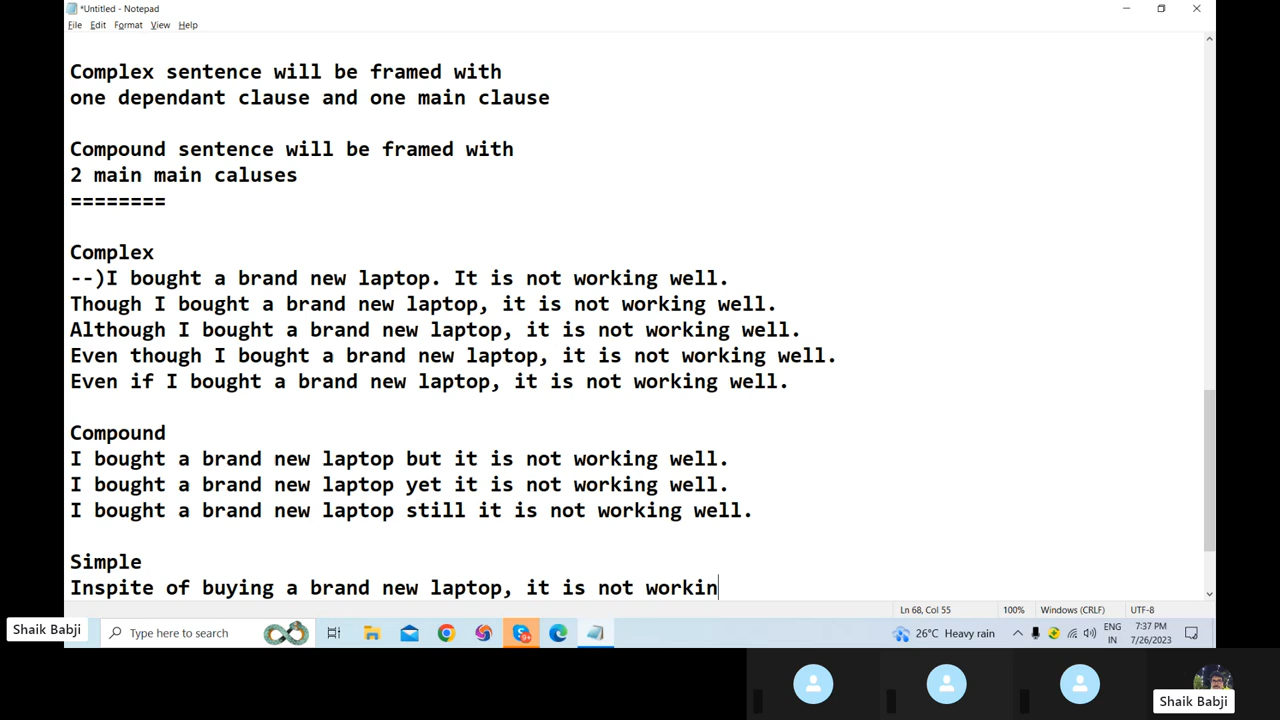 *Untitled - Notepad
File Edit Format View Help
Complex sentence will be framed with
one dependant clause and one main clause
Compound sentence will be framed with
2 main main caluses
========
Complex
--)I bought a brand new laptop. It is not working well.
Though I bought a brand new laptop, it is not working well.
Although I bought a brand new laptop, it is not working well.
Even though I bought a brand new laptop, it is not working well.
Even if I bought a brand new laptop, it is not working well.
Compound
I bought a brand new laptop but it is not working well.
I bought a brand new laptop yet it is not working well.
I bought a brand new laptop still it is not working well.
Simple
Inspite of buying a brand new laptop, it is not workin
Ln 68, Col 55 100% Windows (CRLF) UTF-8
Shaik Babji
Type here to search
26°C Heavy rain
ENG
IN
7:37 PM
7/26/2023
Shaik Babji